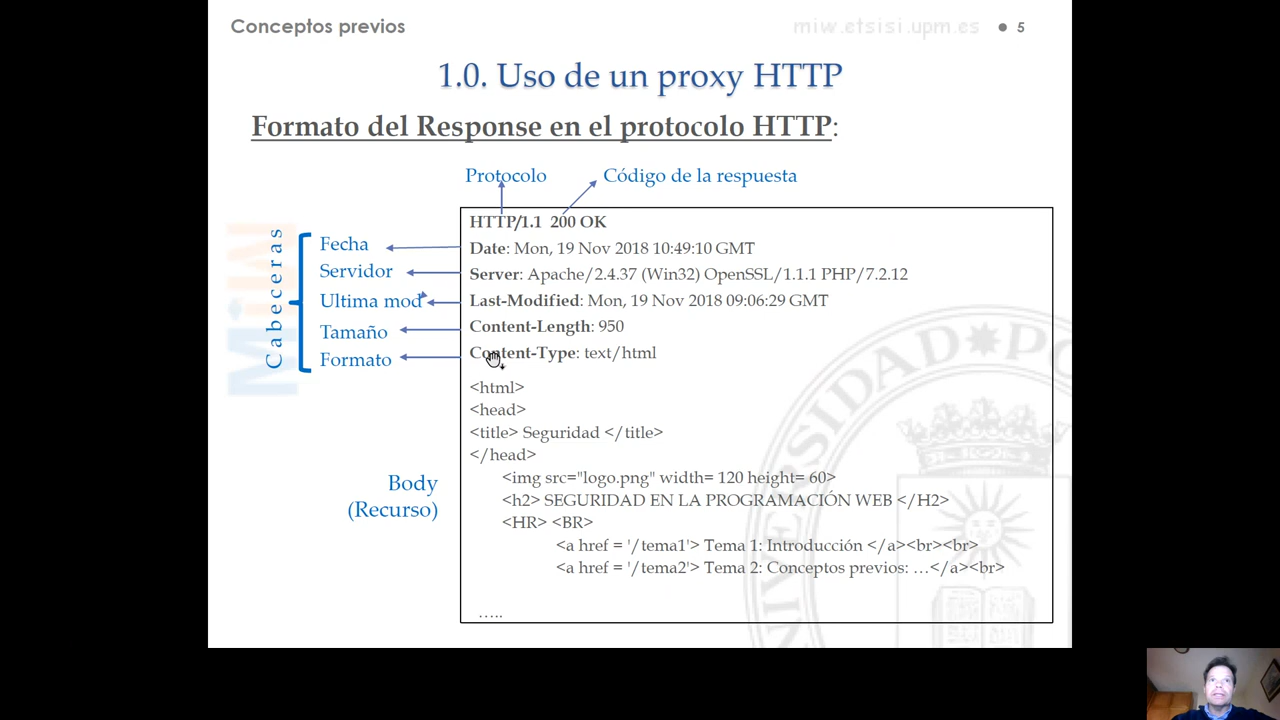 Conceptos previos
miw.etsisi.upm.es
5
1.0. Uso de un proxy HTTP
Formato del Response en el protocolo HTTP:
Protocolo
Código de la respuesta
Cabeceras
Fecha
Servidor
Ultima mod
Tamaño
Formato
HTTP/1.1 200 OK
Date: Mon, 19 Nov 2018 10:49:10 GMT
Server: Apache/2.4.37 (Win32) OpenSSL/1.1.1 PHP/7.2.12
Last-Modified: Mon, 19 Nov 2018 09:06:29 GMT
Content-Length: 950
Content-Type: text/html
<html>
<head>
<title> Seguridad </title>
</head>
<img src="logo.png" width= 120 height= 60>
<h2> SEGURIDAD EN LA PROGRAMACIÓN WEB </H2>
<HR> <BR>
<a href = '/tema1'> Tema 1: Introducción </a><br><br>
<a href = '/tema2'> Tema 2: Conceptos previos: …</a><br>
…..
Body
(Recurso)
MiW